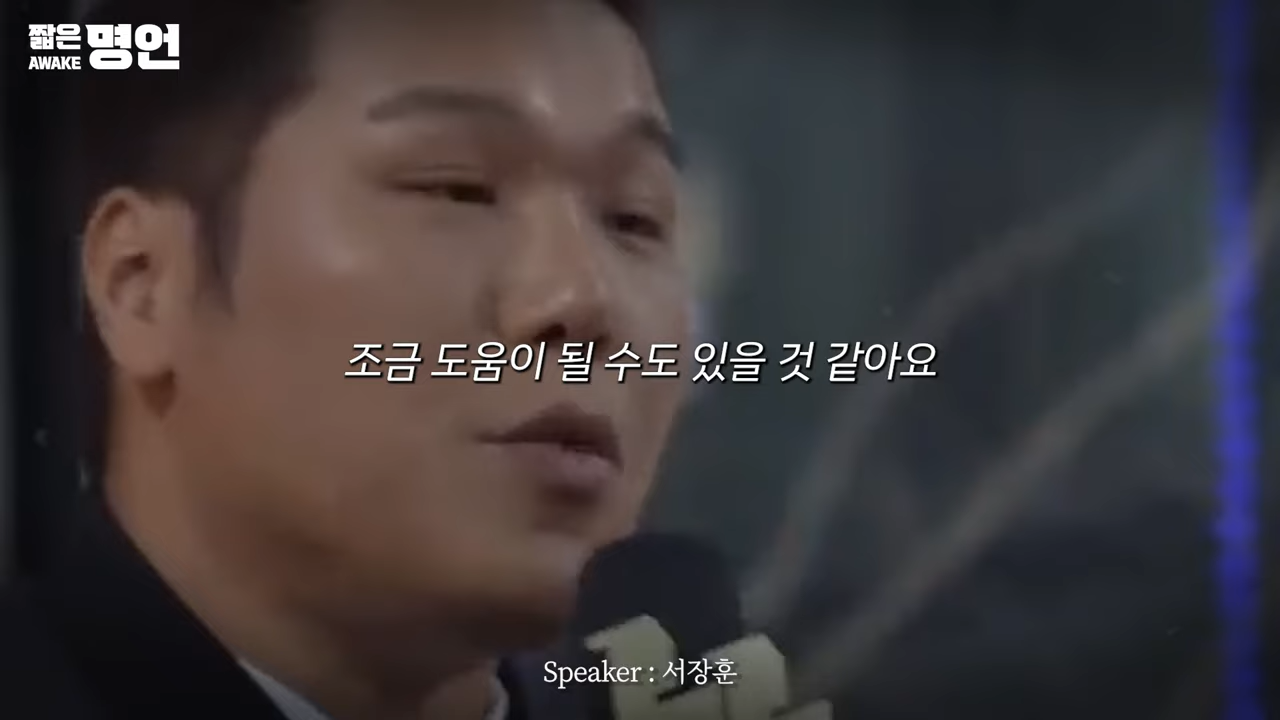 짧은 명언
AWAKE
조금 도움이 될 수도 있을 것 같아요
Speaker : 서장훈